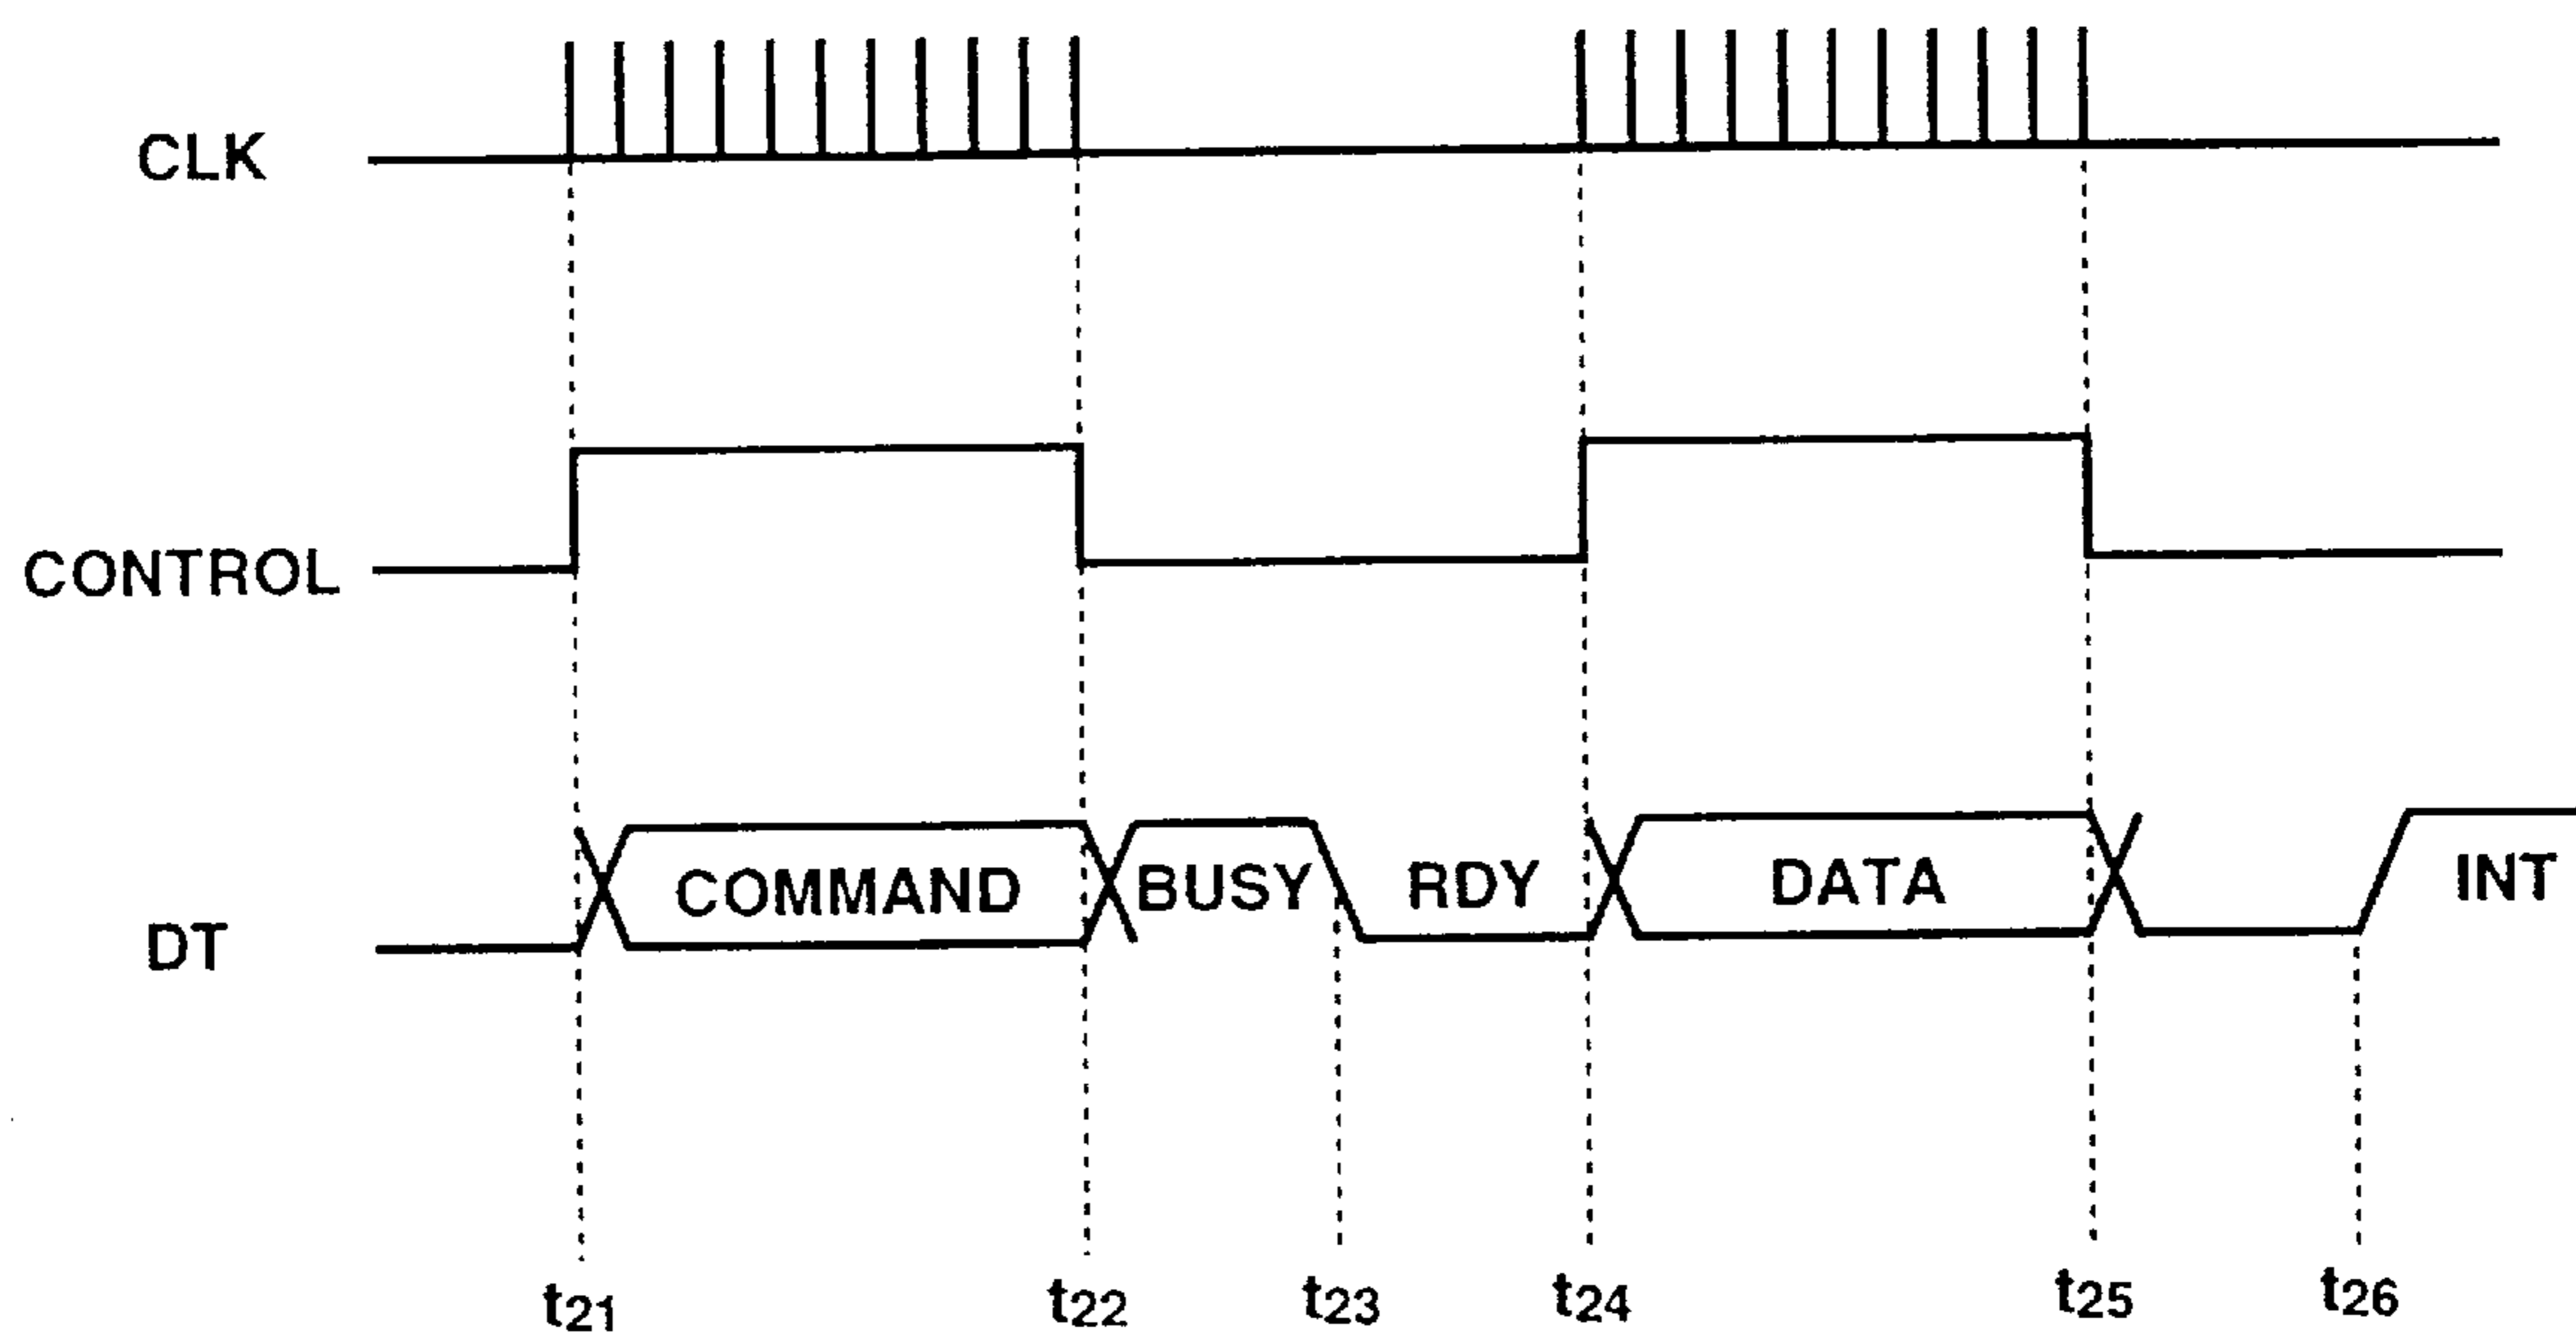 CLK
CONTROL
DT
COMMAND
BUSY
RDY
DATA
INT
t21
t22
t23
t24
t25
t26